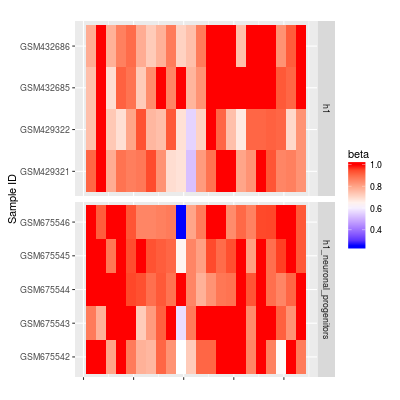 GSM432686
GSM432685
GSM429322
GSM429321
h1
GSM675546
GSM675545
GSM675544
GSM675543
GSM675542
h1_neuronal_progenitors
Sample ID
beta
1.0
0.8
0.6
0.4